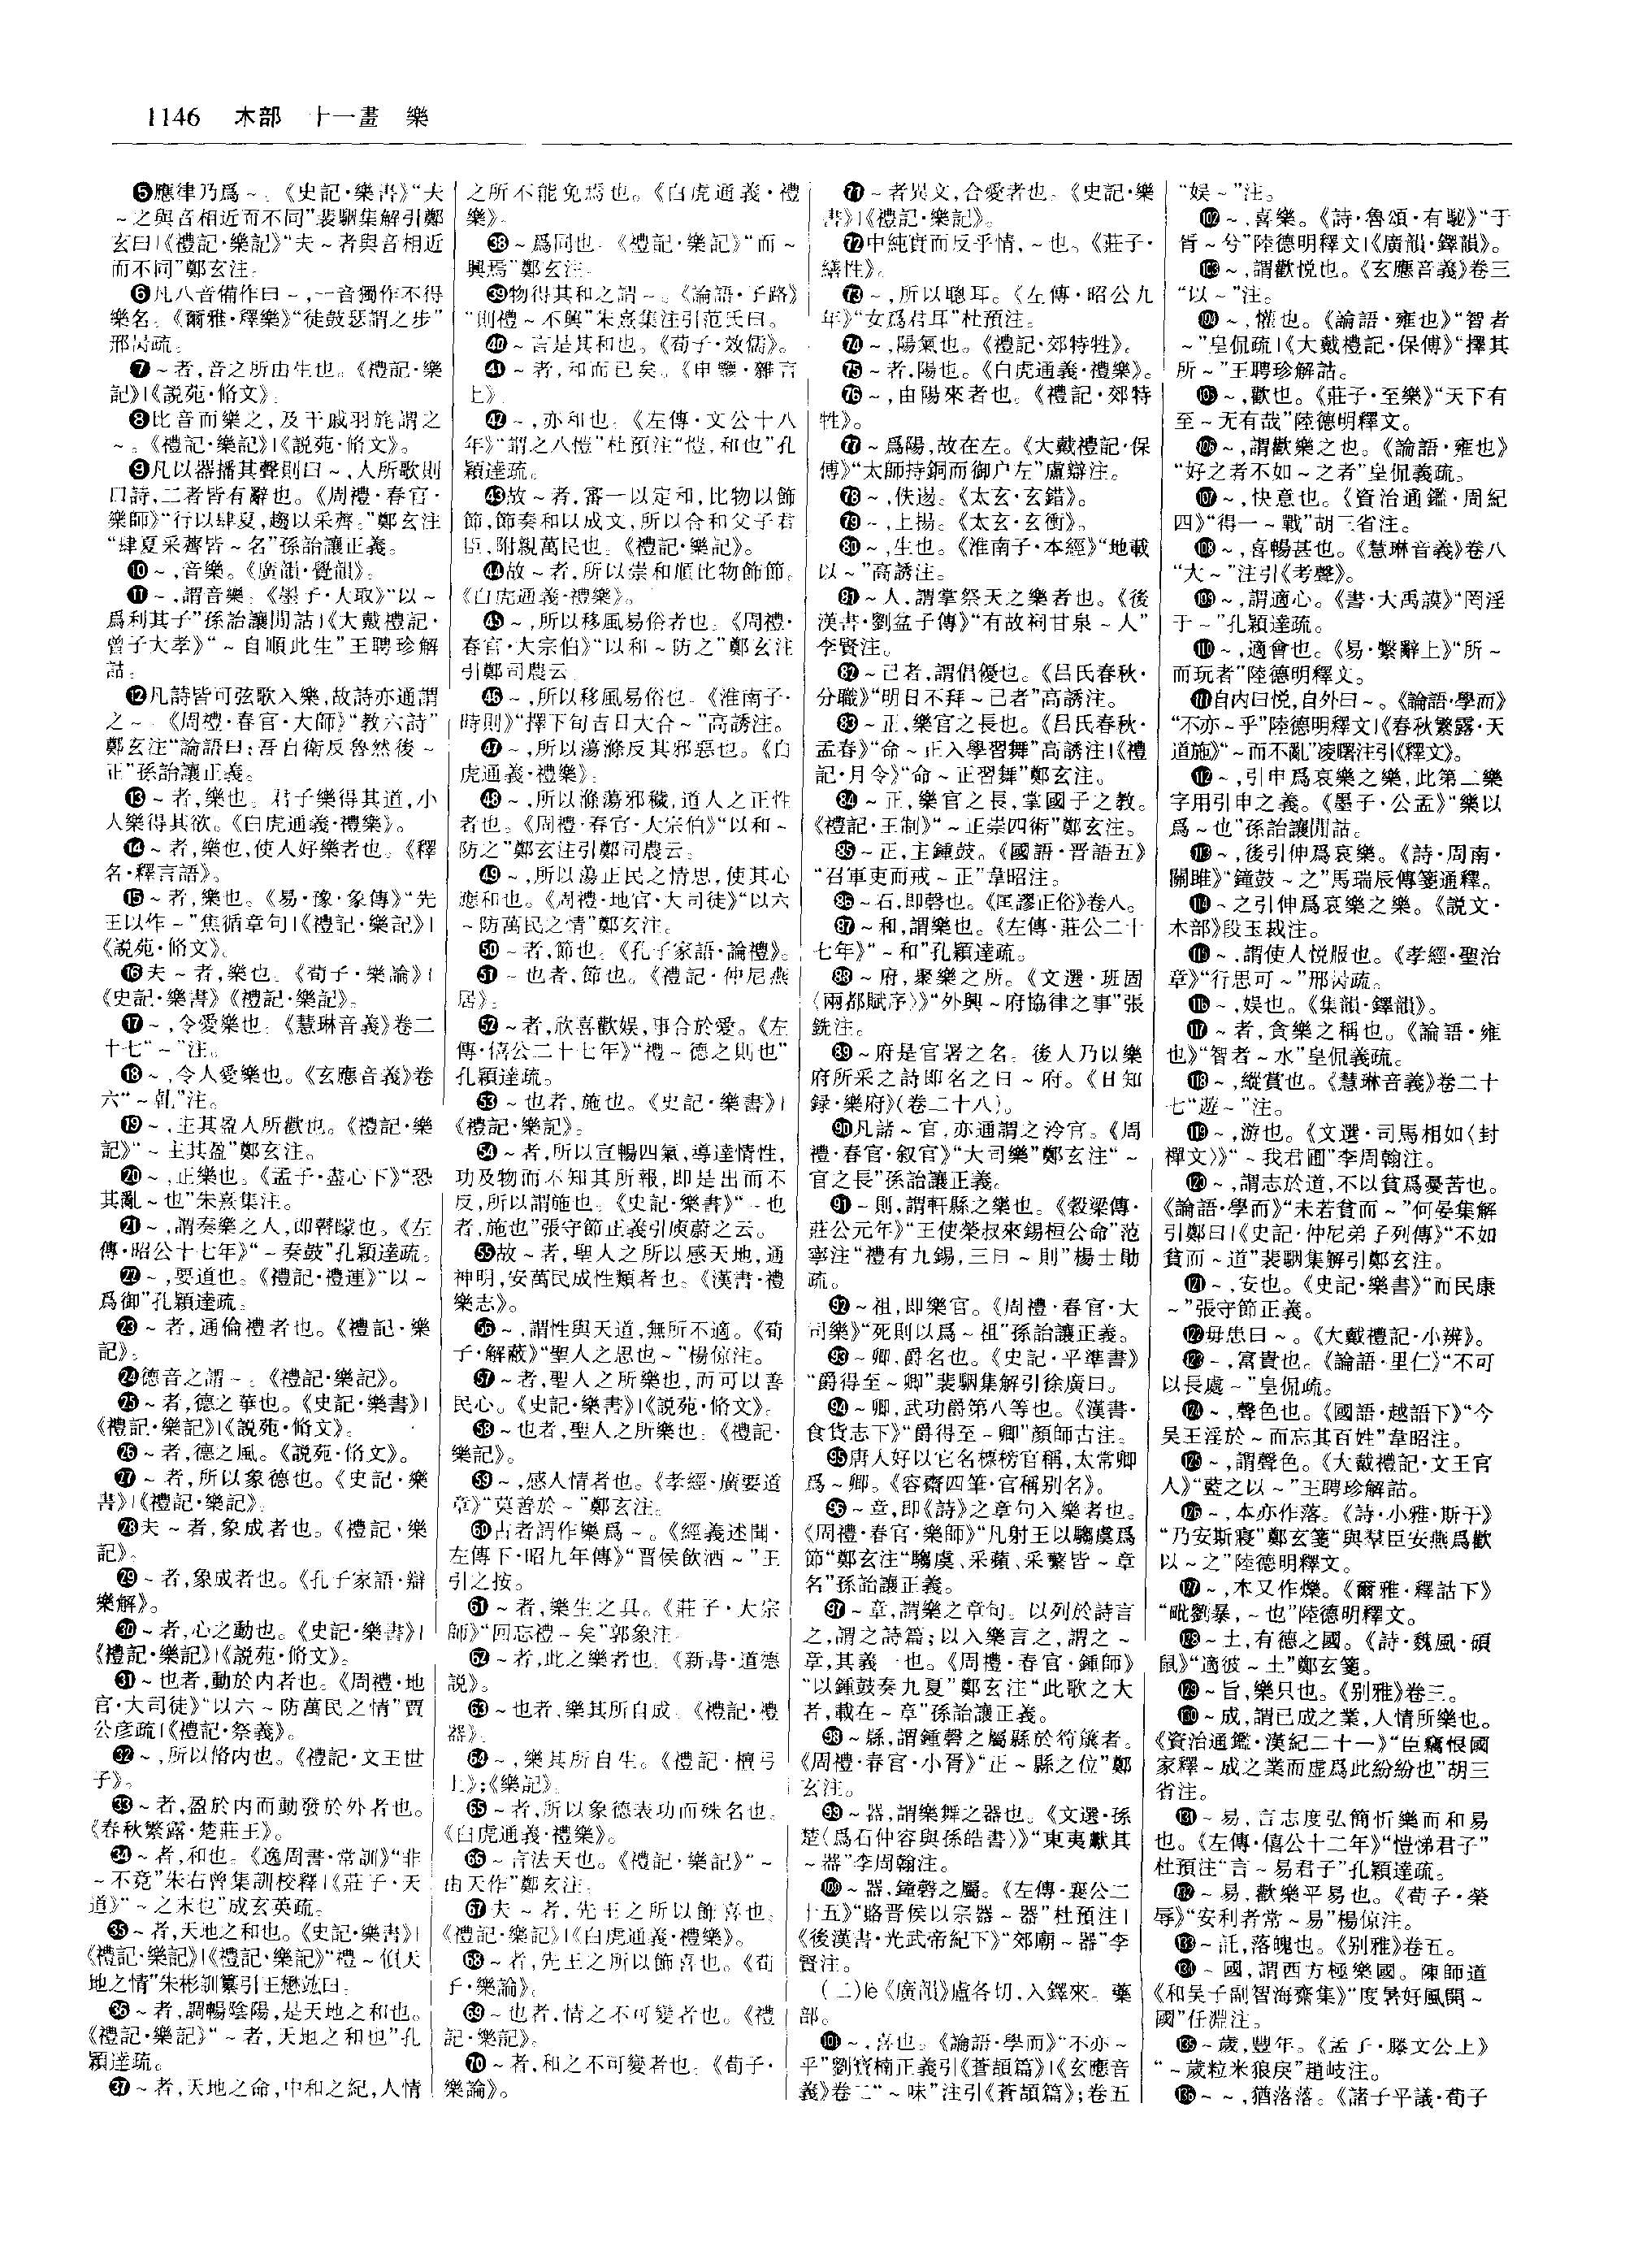 1146 木部 十一畫 樂
❺應律乃爲～。《史記·樂書》“夫
～之與音相近而不同”裴駰集解引鄭
玄曰|《禮記·樂記》“夫～者與音相近
而不同”鄭玄注。
❻凡八音備作曰～,一音獨作不得
樂名。《爾雅·釋樂》“徒鼓瑟謂之步”
邢昺疏。
❼～者,音之所由生也。《禮記·樂
記》|《説苑·脩文》。
❽比音而樂之,及干戚羽旄謂之
～。《禮記·樂記》|《説苑·脩文》。
❾凡以器播其聲則曰～,人所歌則
曰詩,二者皆有辭也。《周禮·春官·
樂師》“行以肆夏,趨以采薺。”鄭玄注
“肆夏采薺皆～名”孫詒讓正義。
❿～,音樂。《廣韻·覺韻》。
⓫～,謂音樂。《墨子·大取》“以～
爲利其子”孫詒讓閒詁|《大戴禮記·
曾子大孝》“～自順此生”王聘珍解
詁。
⓬凡詩皆可弦歌入樂,故詩亦通謂
之～。《周禮·春官·大師》“教六詩”
鄭玄注“論語曰:吾自衛反魯然後～
正”孫詒讓正義。
⓭～者,樂也。君子樂得其道,小
人樂得其欲。《白虎通義·禮樂》。
⓮～者,樂也,使人好樂者也。《釋
名·釋言語》。
⓯～者,樂也。《易·豫·象傳》“先
王以作～”焦循章句|《禮記·樂記》|
《説苑·脩文》。
⓰夫～者,樂也。《荀子·樂論》|
《史記·樂書》《禮記·樂記》。
⓱～,令愛樂也。《慧琳音義》卷二
十七“～”注。
⓲～,令人愛樂也。《玄應音義》卷
六“～㲉”注。
⓳～,主其盈人所歡也。《禮記·樂
記》“～主其盈”鄭玄注。
⓴～,正樂也。《孟子·盡心下》“恐
其亂～也”朱熹集注。
㉑～,謂奏樂之人,即瞽矇也。《左
傳·昭公十七年》“～奏鼓”孔穎達疏。
㉒～,要道也。《禮記·禮運》“以～
爲御”孔穎達疏。
㉓～者,通倫禮者也。《禮記·樂
記》。
㉔德音之謂～。《禮記·樂記》。
㉕～者,德之華也。《史記·樂書》|
《禮記·樂記》|《説苑·脩文》。
㉖～者,德之風。《説苑·脩文》。
㉗～者,所以象德也。《史記·樂
書》|《禮記·樂記》。
㉘夫～者,象成者也。《禮記·樂
記》。
㉙～者,象成者也。《孔子家語·辯
樂解》。
㉚～者,心之動也。《史記·樂書》|
《禮記·樂記》|《説苑·脩文》。
㉛～也者,動於内者也。《周禮·地
官·大司徒》“以六～防萬民之情”賈
公彦疏|《禮記·祭義》。
㉜～,所以脩内也。《禮記·文王世
子》。
㉝～者,盈於内而動發於外者也。
《春秋繁露·楚莊王》。
㉞～者,和也。《逸周書·常訓》“非
～不竟”朱右曾集訓校釋|《莊子·天
道》“～之末也”成玄英疏。
㉟～者,天地之和也。《史記·樂書》|
《禮記·樂記》|《禮記·樂記》“禮～偩天
地之情”朱彬訓纂引王懋竑曰。
㊱～者,調暢陰陽,是天地之和也。
《禮記·樂記》“～者,天地之和也”孔
穎達疏。
㊲～者,天地之命,中和之紀,人情
之所不能免焉也。《白虎通義·禮
樂》。
㊳～爲同也。《禮記·樂記》“而～
興焉”鄭玄注。
㊴物得其和之謂～。《論語·子路》
“則禮～不興”朱熹集注引范氏曰。
㊵～言是其和也。《荀子·效儒》。
㊶～者,和而已矣。《申鑒·雜言
上》。
㊷～,亦和也。《左傳·文公十八
年》“謂之八愷”杜預注“愷,和也”孔
穎達疏。
㊸故～者,審一以定和,比物以飾
節,節奏和以成文,所以合和父子君
臣,附親萬民也。《禮記·樂記》。
㊹故～者,所以崇和順比物飾節。
《白虎通義·禮樂》。
㊺～,所以移風易俗者也。《周禮·
春官·大宗伯》“以和～防之”鄭玄注
引鄭司農云。
㊻～,所以移風易俗也。《淮南子·
時則》“擇下旬吉日大合～”高誘注。
㊼～,所以蕩滌反其邪惡也。《白
虎通義·禮樂》。
㊽～,所以滌蕩邪穢,道人之正性
者也。《周禮·春官·大宗伯》“以和～
防之”鄭玄注引鄭司農云。
㊾～,所以蕩正民之情思,使其心
應和也。《周禮·地官·大司徒》“以六
～防萬民之情”鄭玄注。
㊿～者,節也。《孔子家語·論禮》。
51～也者,節也。《禮記·仲尼燕
居》。
52～者,欣喜歡娱,事合於愛。《左
傳·僖公二十七年》“禮～德之則也”
孔穎達疏。
53～也者,施也。《史記·樂書》|
《禮記·樂記》。
54～者,所以宣暢四氣,導達情性,
功及物而不知其所報,即是出而不
反,所以謂施也。《史記·樂書》“～也
者,施也”張守節正義引庾蔚之云。
55故～者,聖人之所以感天地,通
神明,安萬民成性類者也。《漢書·禮
樂志》。
56～,謂性與天道,無所不適。《荀
子·解蔽》“聖人之思也～”楊倞注。
57～者,聖人之所樂也,而可以善
民心。《史記·樂書》|《説苑·脩文》。
58～也者,聖人之所樂也。《禮記·
樂記》。
59～,感人情者也。《孝經·廣要道
章》“莫善於～”鄭玄注。
60古者謂作樂爲～。《經義述聞·
左傳下·昭九年傳》“晋侯飲酒～”王
引之按。
61～者,樂生之具。《莊子·大宗
師》“回忘禮～矣”郭象注。
62～者,此之樂者也。《新書·道德
説》。
63～也者,樂其所自成。《禮記·禮
器》。
64～,樂其所自生。《禮記·檀弓
上》;《樂記》。
65～者,所以象德表功而殊名也。
《白虎通義·禮樂》。
66～言法天也。《禮記·樂記》“～
由天作”鄭玄注。
67夫～者,先王之所以飾喜也。
《禮記·樂記》|《白虎通義·禮樂》。
68～者,先王之所以飾喜也。《荀
子·樂論》。
69～也者,情之不可變者也。《禮
記·樂記》。
70～者,和之不可變者也。《荀子·
樂論》。
71～者異文,合愛者也。《史記·樂
書》|《禮記·樂記》。
72中純實而反乎情,～也。《莊子·
繕性》。
73～,所以聰耳。《左傳·昭公九
年》“女爲君耳”杜預注。
74～,陽氣也。《禮記·郊特牲》。
75～者,陽也。《白虎通義·禮樂》。
76～,由陽來者也。《禮記·郊特
牲》。
77～爲陽,故在左。《大戴禮記·保
傅》“太師持銅而御户左”盧辯注。
78～,佚逷。《太玄·玄錯》。
79～,上揚。《太玄·玄衝》。
80～,生也。《淮南子·本經》“地載
以～”高誘注。
81～人,謂掌祭天之樂者也。《後
漢書·劉盆子傳》“有故祠甘泉～人”
李賢注。
82～己者,謂倡優也。《吕氏春秋·
分職》“明日不拜～己者”高誘注。
83～正,樂官之長也。《吕氏春秋·
孟春》“命～正入學習舞”高誘注|《禮
記·月令》“命～正習舞”鄭玄注。
84～正,樂官之長,掌國子之教。
《禮記·王制》“～正崇四術”鄭玄注。
85～正,主鍾鼓。《國語·晋語五》
“召軍吏而戒～正”韋昭注。
86～石,即磬也。《匡謬正俗》卷八。
87～和,謂樂也。《左傳·莊公二十
七年》“～和”孔穎達疏。
88～府,聚樂之所。《文選·班固
〈兩都賦序〉》“外興～府協律之事”張
銑注。
89～府是官署之名。後人乃以樂
府所采之詩即名之曰～府。《日知
録·樂府》(卷二十八)。
90凡諸～官,亦通謂之泠官。《周
禮·春官·叙官》“大司樂”鄭玄注“～
官之長”孫詒讓正義。
91～則,謂軒縣之樂也。《穀梁傳·
莊公元年》“王使榮叔來錫桓公命”范
寧注“禮有九錫,三曰～則”楊士勛
疏。
92～祖,即樂官。《周禮·春官·大
司樂》“死則以爲～祖”孫詒讓正義。
93～卿,爵名也。《史記·平準書》
“爵得至～卿”裴駰集解引徐廣曰。
94～卿,武功爵第八等也。《漢書·
食貨志下》“爵得至～卿”顏師古注。
95唐人好以它名標榜官稱,太常卿
爲～卿。《容齋四筆·官稱别名》。
96～章,即《詩》之章句入樂者也。
《周禮·春官·樂師》“凡射王以騶虞爲
節“鄭玄注“騶虞、采蘋、采蘩皆～章
名”孫詒讓正義。
97～章,謂樂之章句。以列於詩言
之,謂之詩篇;以入樂言之,謂之～
章,其義一也。《周禮·春官·鍾師》
“以鍾鼓奏九夏”鄭玄注“此歌之大
者,載在～章”孫詒讓正義。
98～縣,謂鍾磬之屬縣於筍簴者。
《周禮·春官·小胥》“正～縣之位”鄭
玄注。
99～器,謂樂舞之器也。《文選·孫
楚〈爲石仲容與孫皓書〉》“東夷獻其
～器”李周翰注。
100～器,鐘磬之屬。《左傳·襄公二
十五》“賂晋侯以宗器～器”杜預注|
《後漢書·光武帝紀下》“郊廟～器”李
賢注。
(二)lè《廣韻》盧各切,入鐸來。藥
部。
101～,喜也。《論語·學而》“不亦～
乎”劉寶楠正義引《蒼頡篇》|《玄應音
義》卷二“～味”注引《蒼頡篇》;卷五
“娱～”注。
102～,喜樂。《詩·魯頌·有駜》“于
胥～兮”陸德明釋文|《廣韻·鐸韻》。
103～,謂歡悦也。《玄應音義》卷三
“以～”注。
104～,懽也。《論語·雍也》“智者
～”皇侃疏|《大戴禮記·保傅》“擇其
所～”王聘珍解詁。
105～,歡也。《莊子·至樂》“天下有
至～无有哉”陸德明釋文。
106～,謂歡樂之也。《論語·雍也》
“好之者不如～之者”皇侃義疏。
107～,快意也。《資治通鑑·周紀
四》“得一～戰”胡三省注。
108～,喜暢甚也。《慧琳音義》卷八
“大～”注引《考聲》。
109～,謂適心。《書·大禹謨》“罔淫
于～”孔穎達疏。
110～,適會也。《易·繫辭上》“所～
而玩者”陸德明釋文。
111自内曰悦,自外曰～。《論語·學而》
“不亦～乎”陸德明釋文|《春秋繁露·天
道施》“～而不亂”凌曙注引《釋文》。
112～,引申爲哀樂之樂,此第二樂
字用引申之義。《墨子·公孟》“樂以
爲～也”孫詒讓閒詁。
113～,後引伸爲哀樂。《詩·周南·
關雎》“鐘鼓～之”馬瑞辰傳箋通釋。
114～之引伸爲哀樂之樂。《説文·
木部》段玉裁注。
115～,謂使人悦服也。《孝經·聖治
章》“行思可～”邢昺疏。
116～,娱也。《集韻·鐸韻》。
117～者,貪樂之稱也。《論語·雍
也》“智者～水”皇侃義疏。
118～,縱賞也。《慧琳音義》卷二十
七“遊～”注。
119～,游也。《文選·司馬相如〈封
禪文〉》“～我君囿”李周翰注。
120～,謂志於道,不以貧爲憂苦也。
《論語·學而》“未若貧而～”何晏集解
引鄭曰|《史記·仲尼弟子列傳》“不如
貧而～道”裴駰集解引鄭玄注。
121～,安也。《史記·樂書》“而民康
～”張守節正義。
122毋患曰～。《大戴禮記·小辨》。
123～,富貴也。《論語·里仁》“不可
以長處～”皇侃疏。
124～,聲色也。《國語·越語下》“今
吴王淫於～而忘其百姓”韋昭注。
125～,謂聲色。《大戴禮記·文王官
人》“藍之以～”王聘珍解詁。
126～,本亦作落。《詩·小雅·斯干》
“乃安斯寢”鄭玄箋“與羣臣安燕爲歡
以～之”陸德明釋文。
127～,本又作爍。《爾雅·釋詁下》
“毗劉暴,～也”陸德明釋文。
128～土,有德之國。《詩·魏風·碩
鼠》“適彼～土”鄭玄箋。
129～旨,樂只也。《别雅》卷三。
130～成,謂已成之業,人情所樂也。
《資治通鑑·漢紀二十一》“臣竊恨國
家釋～成之業而虚爲此紛紛也”胡三
省注。
131～易,言志度弘簡忻樂而和易
也。《左傳·僖公十二年》“愷悌君子”
杜預注“言～易君子”孔穎達疏。
132～易,歡樂平易也。《荀子·榮
辱》“安利者常～易”楊倞注。
133～託,落魄也。《别雅》卷五。
134～國,謂西方極樂國。陳師道
《和吴子副智海齋集》“度暑好風開～
國”任淵注。
135～歲,豐年。《孟子·滕文公上》
“～歲粒米狼戾”趙岐注。
136～～,猶落落。《諸子平議·荀子